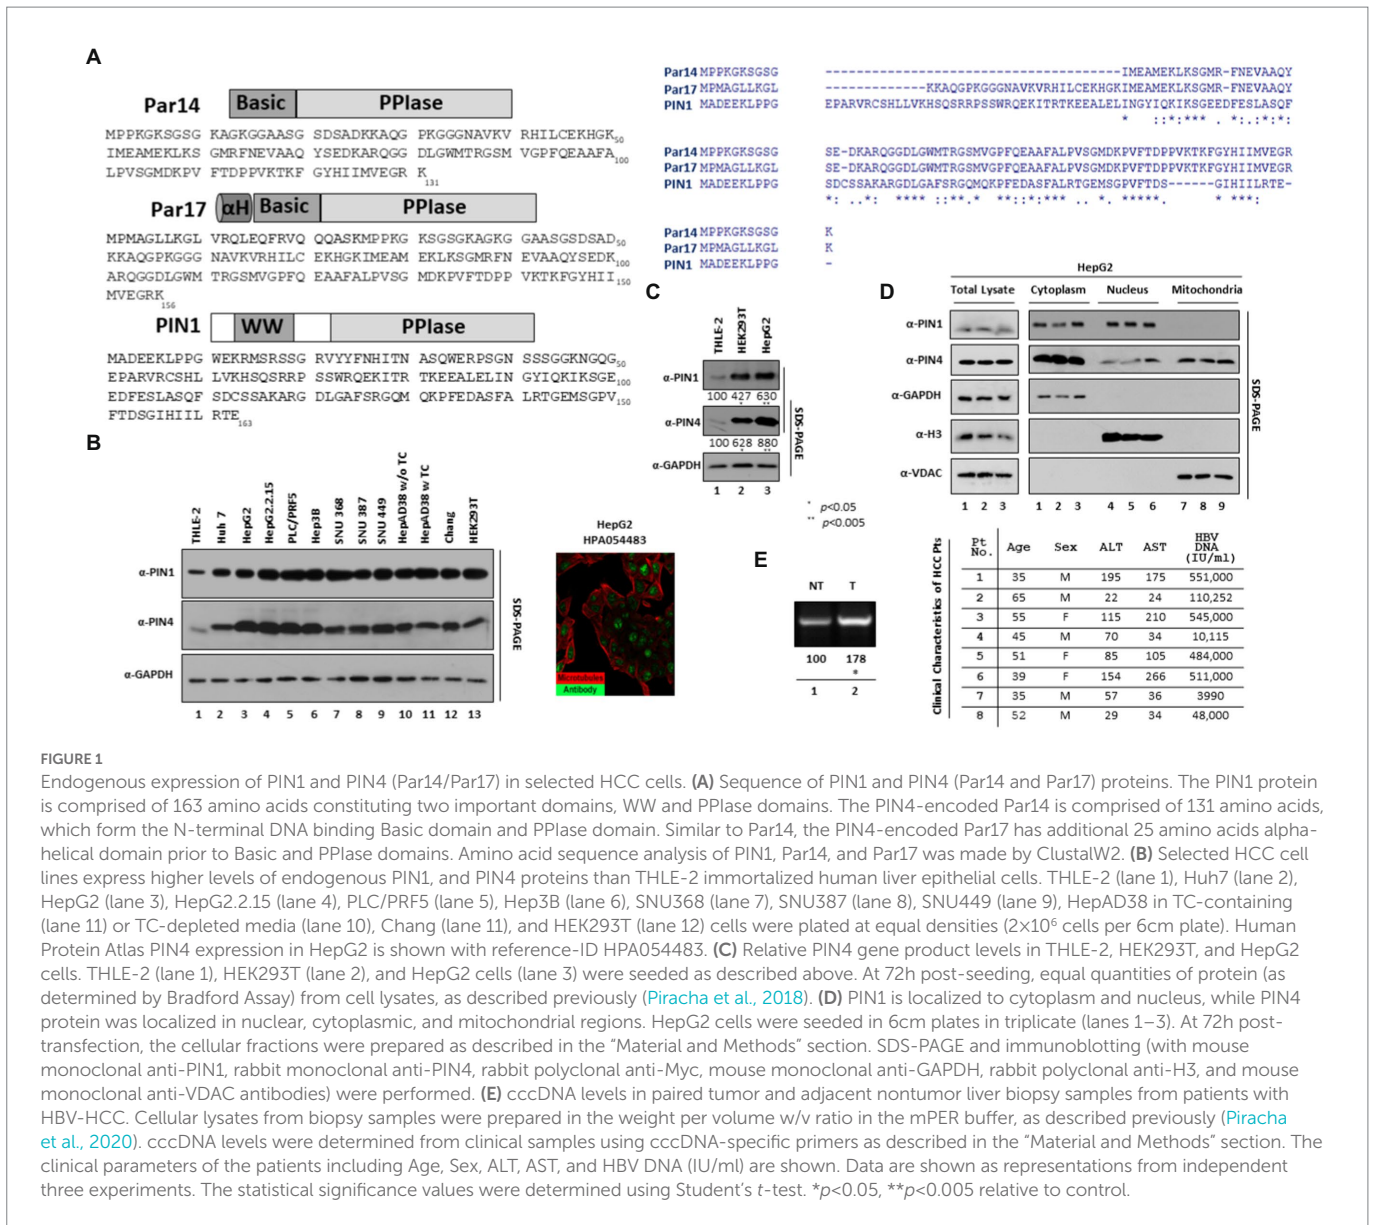 A
Par14
Basic
PPIase
MPPKGKSGSG KAGKGGAASG SDSADKKAQG PKGGGNAVKV RHILCEKHGK50
IMEAMEKLKS GMRFNEVAAQ YSEDKARQGG DLGWMTRGSM VGPFQEAAFA100
LPVSGMDKPV FTDPPVKTKF GYHIIMVEGR K131
Par17
αH
Basic
PPIase
MPMAGLLKGL VRQLEQFRVQ QQASKMPPKG KSGSGKAGKG GAASGSDSAD50
KKAQGPKGGG NAVKVRHILC EKHGKIMEAM EKLKSGMRFN EVAAQYSEDK100
ARQGGDLGWM TRGSMVGPFQ EAAFALPVSG MDKPVFTDPP VKTKFGYHII150
MVEGRK156
PIN1
WW
PPIase
MADEEKLPPG WEKRMSRSSG RVYYFNHITN ASQWERPSGN SSSGGKNGQG50
EPARVRCSHL LVKHSQSRRP SSWRQEKITR TKEEALELIN GYIQKIKSGE100
EDFESLASQF SDCSSAKARG DLGAFSRGQM QKPFEDASFA LRTGEMSGPV150
FTDSGIHIIL RTE163
Par14 MPPKGKSGSG -------------------------------------IMEAMEKLKSGMR-FNEVAAQY
Par17 MPMAGLLKGL -------------KKAQGPKGGGNAVKVRHILCEKHGKIMEAMEKLKSGMR-FNEVAAQY
PIN1 MADEEKLPPG EPARVRCSHLLVKHSQSRRPSSWRQEKITRTKEEALELINGYIQKIKSGEEDFESLASQF
* ::*:*** . *:.:*:*:
Par14 MPPKGKSGSG SE-DKARQGGDLGWMTRGSMVGPFQEAAFALPVSGMDKPVFTDPPVKTKFGYHIIMVEGR
Par17 MPMAGLLKGL SE-DKARQGGDLGWMTRGSMVGPFQEAAFALPVSGMDKPVFTDPPVKTKFGYHIIMVEGR
PIN1 MADEEKLPPG SDCSSAKARGDLGAFSRGQMQKPFEDASFALRTGEMSGPVFTDS------GIHIILRTE-
*: ..*: **** ::**.* **::*:*** .. *. *****. * ***:
Par14 MPPKGKSGSG K
Par17 MPMAGLLKGL K
PIN1 MADEEKLPPG -
B
THLE-2
Huh 7
HepG2
HepG2.2.15
PLC/PRF5
Hep3B
SNU 368
SNU 387
SNU 449
HepAD38 w/o TC
HepAD38 w TC
Chang
HEK293T
α-PIN1
α-PIN4
α-GAPDH
SDS-PAGE
1 2 3 4 5 6 7 8 9 10 11 12 13
HepG2
HPA054483
Microtubules
Antibody
C
THLE-2
HEK293T
HepG2
α-PIN1
100 427 630
* **
α-PIN4
100 628 880
* **
α-GAPDH
SDS-PAGE
1 2 3
* p<0.05
** p<0.005
D
HepG2
Total Lysate Cytoplasm Nucleus Mitochondria
α-PIN1
α-PIN4
α-GAPDH
α-H3
α-VDAC
SDS-PAGE
1 2 3 1 2 3 4 5 6 7 8 9
E
NT T
100 178
*
1 2
Clinical Characteristics of HCC Pts
Pt No. Age Sex ALT AST HBV DNA (IU/ml)
1 35 M 195 175 551,000
2 65 M 22 24 110,252
3 55 F 115 210 545,000
4 45 M 70 34 10,115
5 51 F 85 105 484,000
6 39 F 154 266 511,000
7 35 M 57 36 3990
8 52 M 29 34 48,000
FIGURE 1
Endogenous expression of PIN1 and PIN4 (Par14/Par17) in selected HCC cells. (A) Sequence of PIN1 and PIN4 (Par14 and Par17) proteins. The PIN1 protein
is comprised of 163 amino acids constituting two important domains, WW and PPIase domains. The PIN4-encoded Par14 is comprised of 131 amino acids,
which form the N-terminal DNA binding Basic domain and PPIase domain. Similar to Par14, the PIN4-encoded Par17 has additional 25 amino acids alpha-
helical domain prior to Basic and PPIase domains. Amino acid sequence analysis of PIN1, Par14, and Par17 was made by ClustalW2. (B) Selected HCC cell
lines express higher levels of endogenous PIN1, and PIN4 proteins than THLE-2 immortalized human liver epithelial cells. THLE-2 (lane 1), Huh7 (lane 2),
HepG2 (lane 3), HepG2.2.15 (lane 4), PLC/PRF5 (lane 5), Hep3B (lane 6), SNU368 (lane 7), SNU387 (lane 8), SNU449 (lane 9), HepAD38 in TC-containing
(lane 11) or TC-depleted media (lane 10), Chang (lane 11), and HEK293T (lane 12) cells were plated at equal densities (2×10⁶ cells per 6cm plate). Human
Protein Atlas PIN4 expression in HepG2 is shown with reference-ID HPA054483. (C) Relative PIN4 gene product levels in THLE-2, HEK293T, and HepG2
cells. THLE-2 (lane 1), HEK293T (lane 2), and HepG2 cells (lane 3) were seeded as described above. At 72h post-seeding, equal quantities of protein (as
determined by Bradford Assay) from cell lysates, as described previously (Piracha et al., 2018). (D) PIN1 is localized to cytoplasm and nucleus, while PIN4
protein was localized in nuclear, cytoplasmic, and mitochondrial regions. HepG2 cells were seeded in 6cm plates in triplicate (lanes 1–3). At 72h post-
transfection, the cellular fractions were prepared as described in the "Material and Methods" section. SDS-PAGE and immunoblotting (with mouse
monoclonal anti-PIN1, rabbit monoclonal anti-PIN4, rabbit polyclonal anti-Myc, mouse monoclonal anti-GAPDH, rabbit polyclonal anti-H3, and mouse
monoclonal anti-VDAC antibodies) were performed. (E) cccDNA levels in paired tumor and adjacent nontumor liver biopsy samples from patients with
HBV-HCC. Cellular lysates from biopsy samples were prepared in the weight per volume w/v ratio in the mPER buffer, as described previously (Piracha
et al., 2020). cccDNA levels were determined from clinical samples using cccDNA-specific primers as described in the "Material and Methods" section. The
clinical parameters of the patients including Age, Sex, ALT, AST, and HBV DNA (IU/ml) are shown. Data are shown as representations from independent
three experiments. The statistical significance values were determined using Student's t-test. *p<0.05, **p<0.005 relative to control.